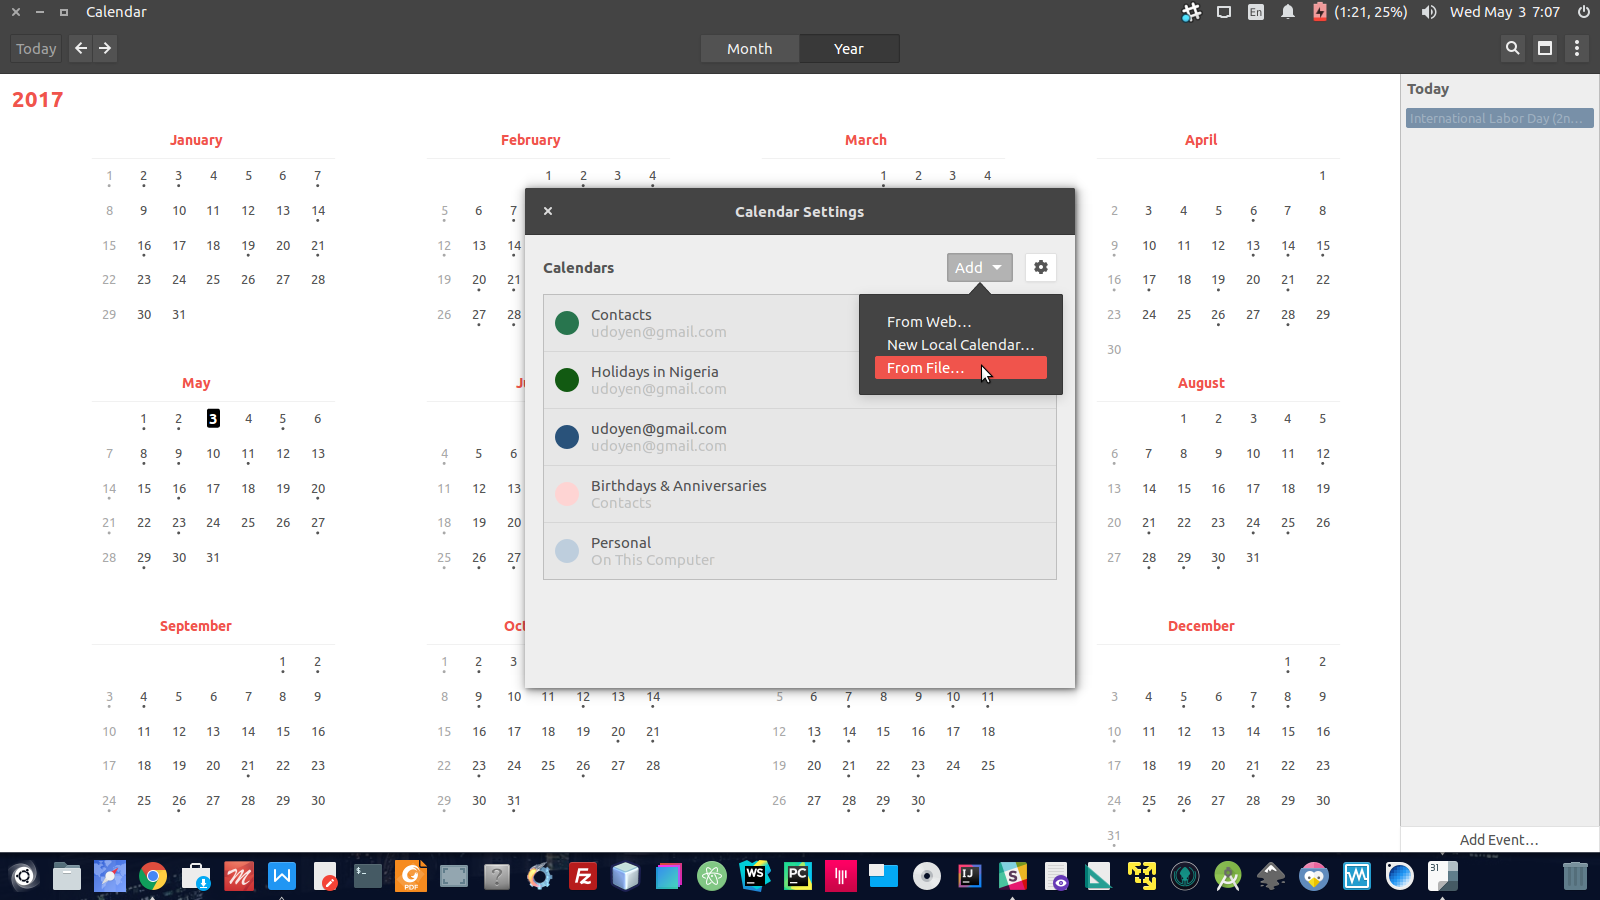 Calendar
En
(1:21, 25%)
Wed May 3 7:07
Today
Month
Year
2017
Today
International Labor Day (2n...
January
1 2 3 4 5 6 7
8 9 10 11 12 13 14
15 16 17 18 19 20 21
22 23 24 25 26 27 28
29 30 31
February
1 2 3 4
5 6 7
12 13 14
19 20 21
26 27 28
March
1 2 3 4
April
1
2 3 4 5 6 7 8
9 10 11 12 13 14 15
16 17 18 19 20 21 22
23 24 25 26 27 28 29
30
Calendar Settings
Calendars
Add
From Web...
New Local Calendar...
From File...
Contacts
udoyen@gmail.com
Holidays in Nigeria
udoyen@gmail.com
udoyen@gmail.com
udoyen@gmail.com
Birthdays & Anniversaries
Contacts
Personal
On This Computer
May
1 2 3 4 5 6
7 8 9 10 11 12 13
14 15 16 17 18 19 20
21 22 23 24 25 26 27
28 29 30 31
4 5 6
11 12 13
18 19 20
25 26 27
August
1 2 3 4 5
6 7 8 9 10 11 12
13 14 15 16 17 18 19
20 21 22 23 24 25 26
27 28 29 30 31
September
1 2
3 4 5 6 7 8 9
10 11 12 13 14 15 16
17 18 19 20 21 22 23
24 25 26 27 28 29 30
Oct
1 2 3
8 9 10 11 12 13 14
15 16 17 18 19 20 21
22 23 24 25 26 27 28
29 30 31
5 6 7 8 9 10 11
12 13 14 15 16 17 18
19 20 21 22 23 24 25
26 27 28 29 30
December
1 2
3 4 5 6 7 8 9
10 11 12 13 14 15 16
17 18 19 20 21 22 23
24 25 26 27 28 29 30
31
Add Event...
PDF
WS
PC
IJ
31